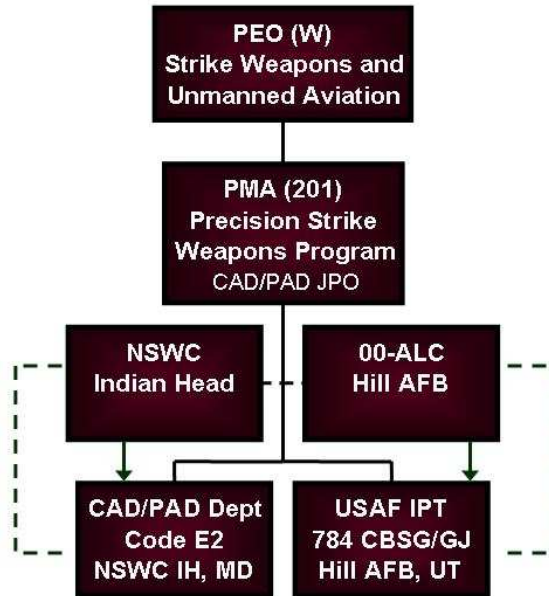 PEO (W)
Strike Weapons and
Unmanned Aviation
PMA (201)
Precision Strike
Weapons Program
CAD/PAD JPO
NSWC
Indian Head
00-ALC
Hill AFB
CAD/PAD Dept
Code E2
NSWC IH, MD
USAF IPT
784 CBSG/GJ
Hill AFB, UT